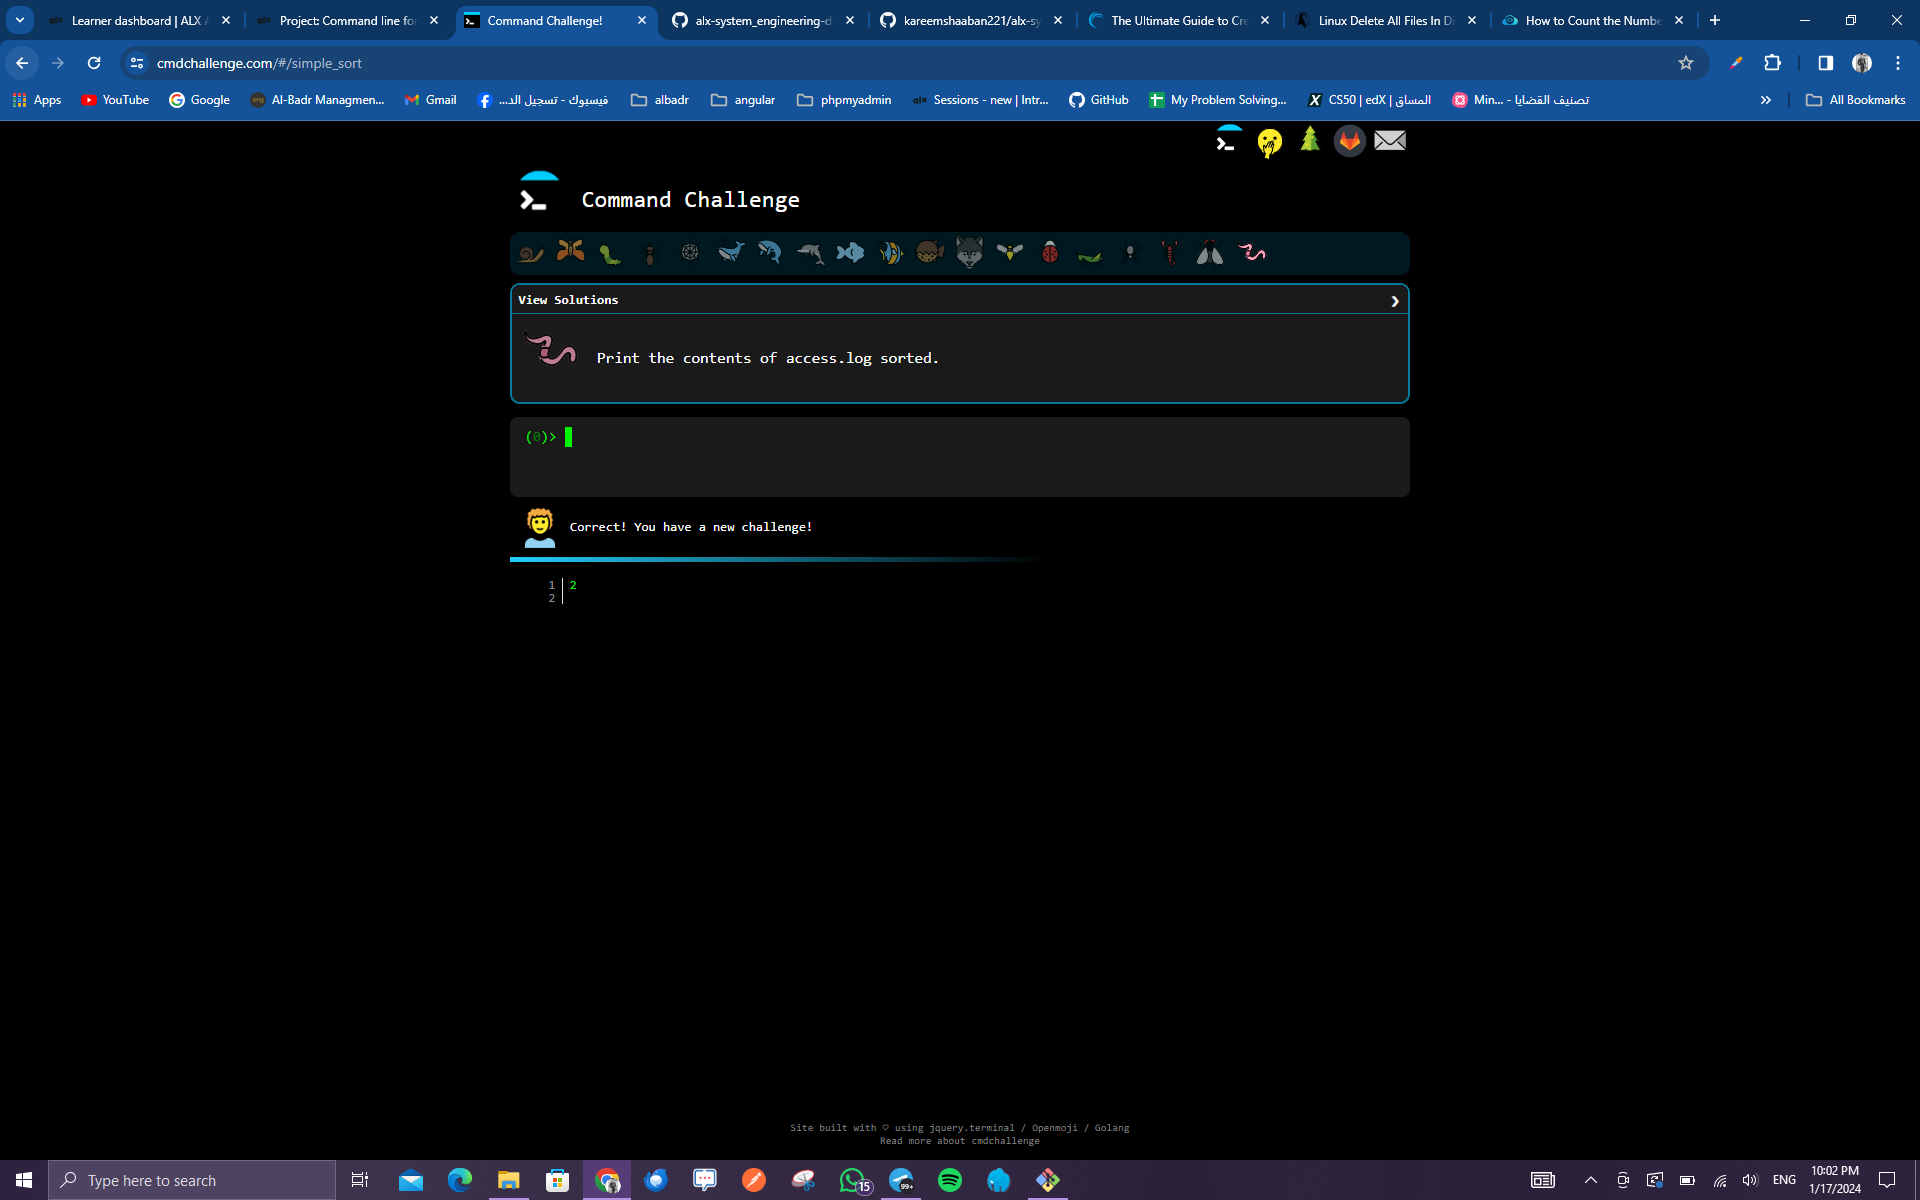 Learner dashboard | ALX A
Project: Command line for
Command Challenge!
alx-system_engineering-d
kareemshaaban221/alx-sy
The Ultimate Guide to Cre
Linux Delete All Files In Di
How to Count the Numbe
cmdchallenge.com/#/simple_sort
Apps
YouTube
Google
Al-Badr Managmen...
Gmail
فيسبوك - تسجيل الد...
albadr
angular
phpmyadmin
Sessions - new | Intr...
GitHub
My Problem Solving...
CS50 | edX | المساق
Min... - تصنيف القضايا
All Bookmarks
Command Challenge
View Solutions
Print the contents of access.log sorted.
(0)>
Correct! You have a new challenge!
1 2
2
Site built with ♡ using jquery.terminal / Openmoji / Golang
Read more about cmdchallenge
Type here to search
15
99+
ENG
10:02 PM
1/17/2024